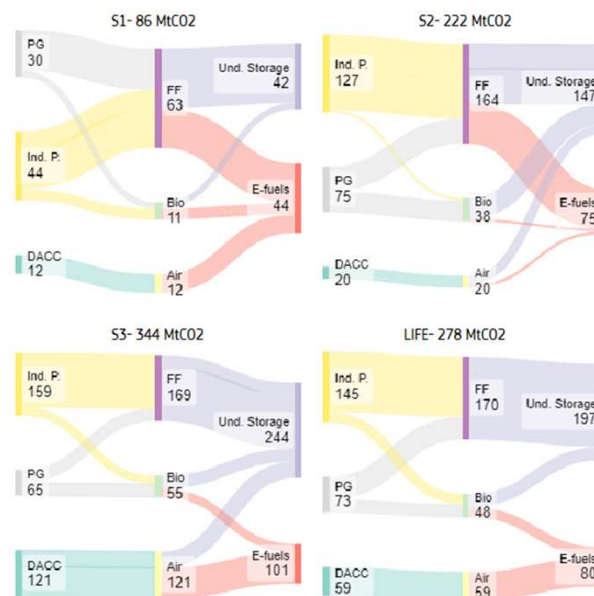 S1- 86 MtCO2
PG
30
Ind. P.
44
DACC
12
FF
63
Bio
11
Air
12
Und. Storage
42
E-fuels
44
S2- 222 MtCO2
Ind. P.
127
PG
75
DACC
20
FF
164
Bio
38
Air
20
Und. Storage
147
E-fuels
75
S3- 344 MtCO2
Ind. P.
159
PG
65
DACC
121
FF
169
Bio
55
Air
121
Und. Storage
244
E-fuels
101
LIFE- 278 MtCO2
Ind. P.
145
PG
73
DACC
59
FF
170
Bio
48
Air
59
Und. Storage
197
E-fuels
80